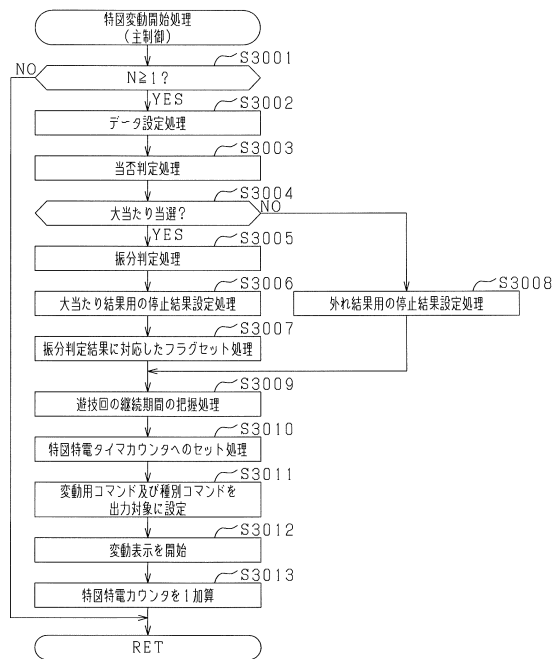 特図変動開始処理
(主制御)
S3001
NO
N≧1?
YES
S3002
データ設定処理
S3003
当否判定処理
S3004
大当たり当選?
NO
YES
S3005
振分判定処理
S3006
大当たり結果用の停止結果設定処理
S3008
外れ結果用の停止結果設定処理
S3007
振分判定結果に対応したフラグセット処理
S3009
遊技回の継続期間の把握処理
S3010
特図特電タイマカウンタへのセット処理
S3011
変動用コマンド及び種別コマンドを
出力対象に設定
S3012
変動表示を開始
S3013
特図特電カウンタを1加算
RET